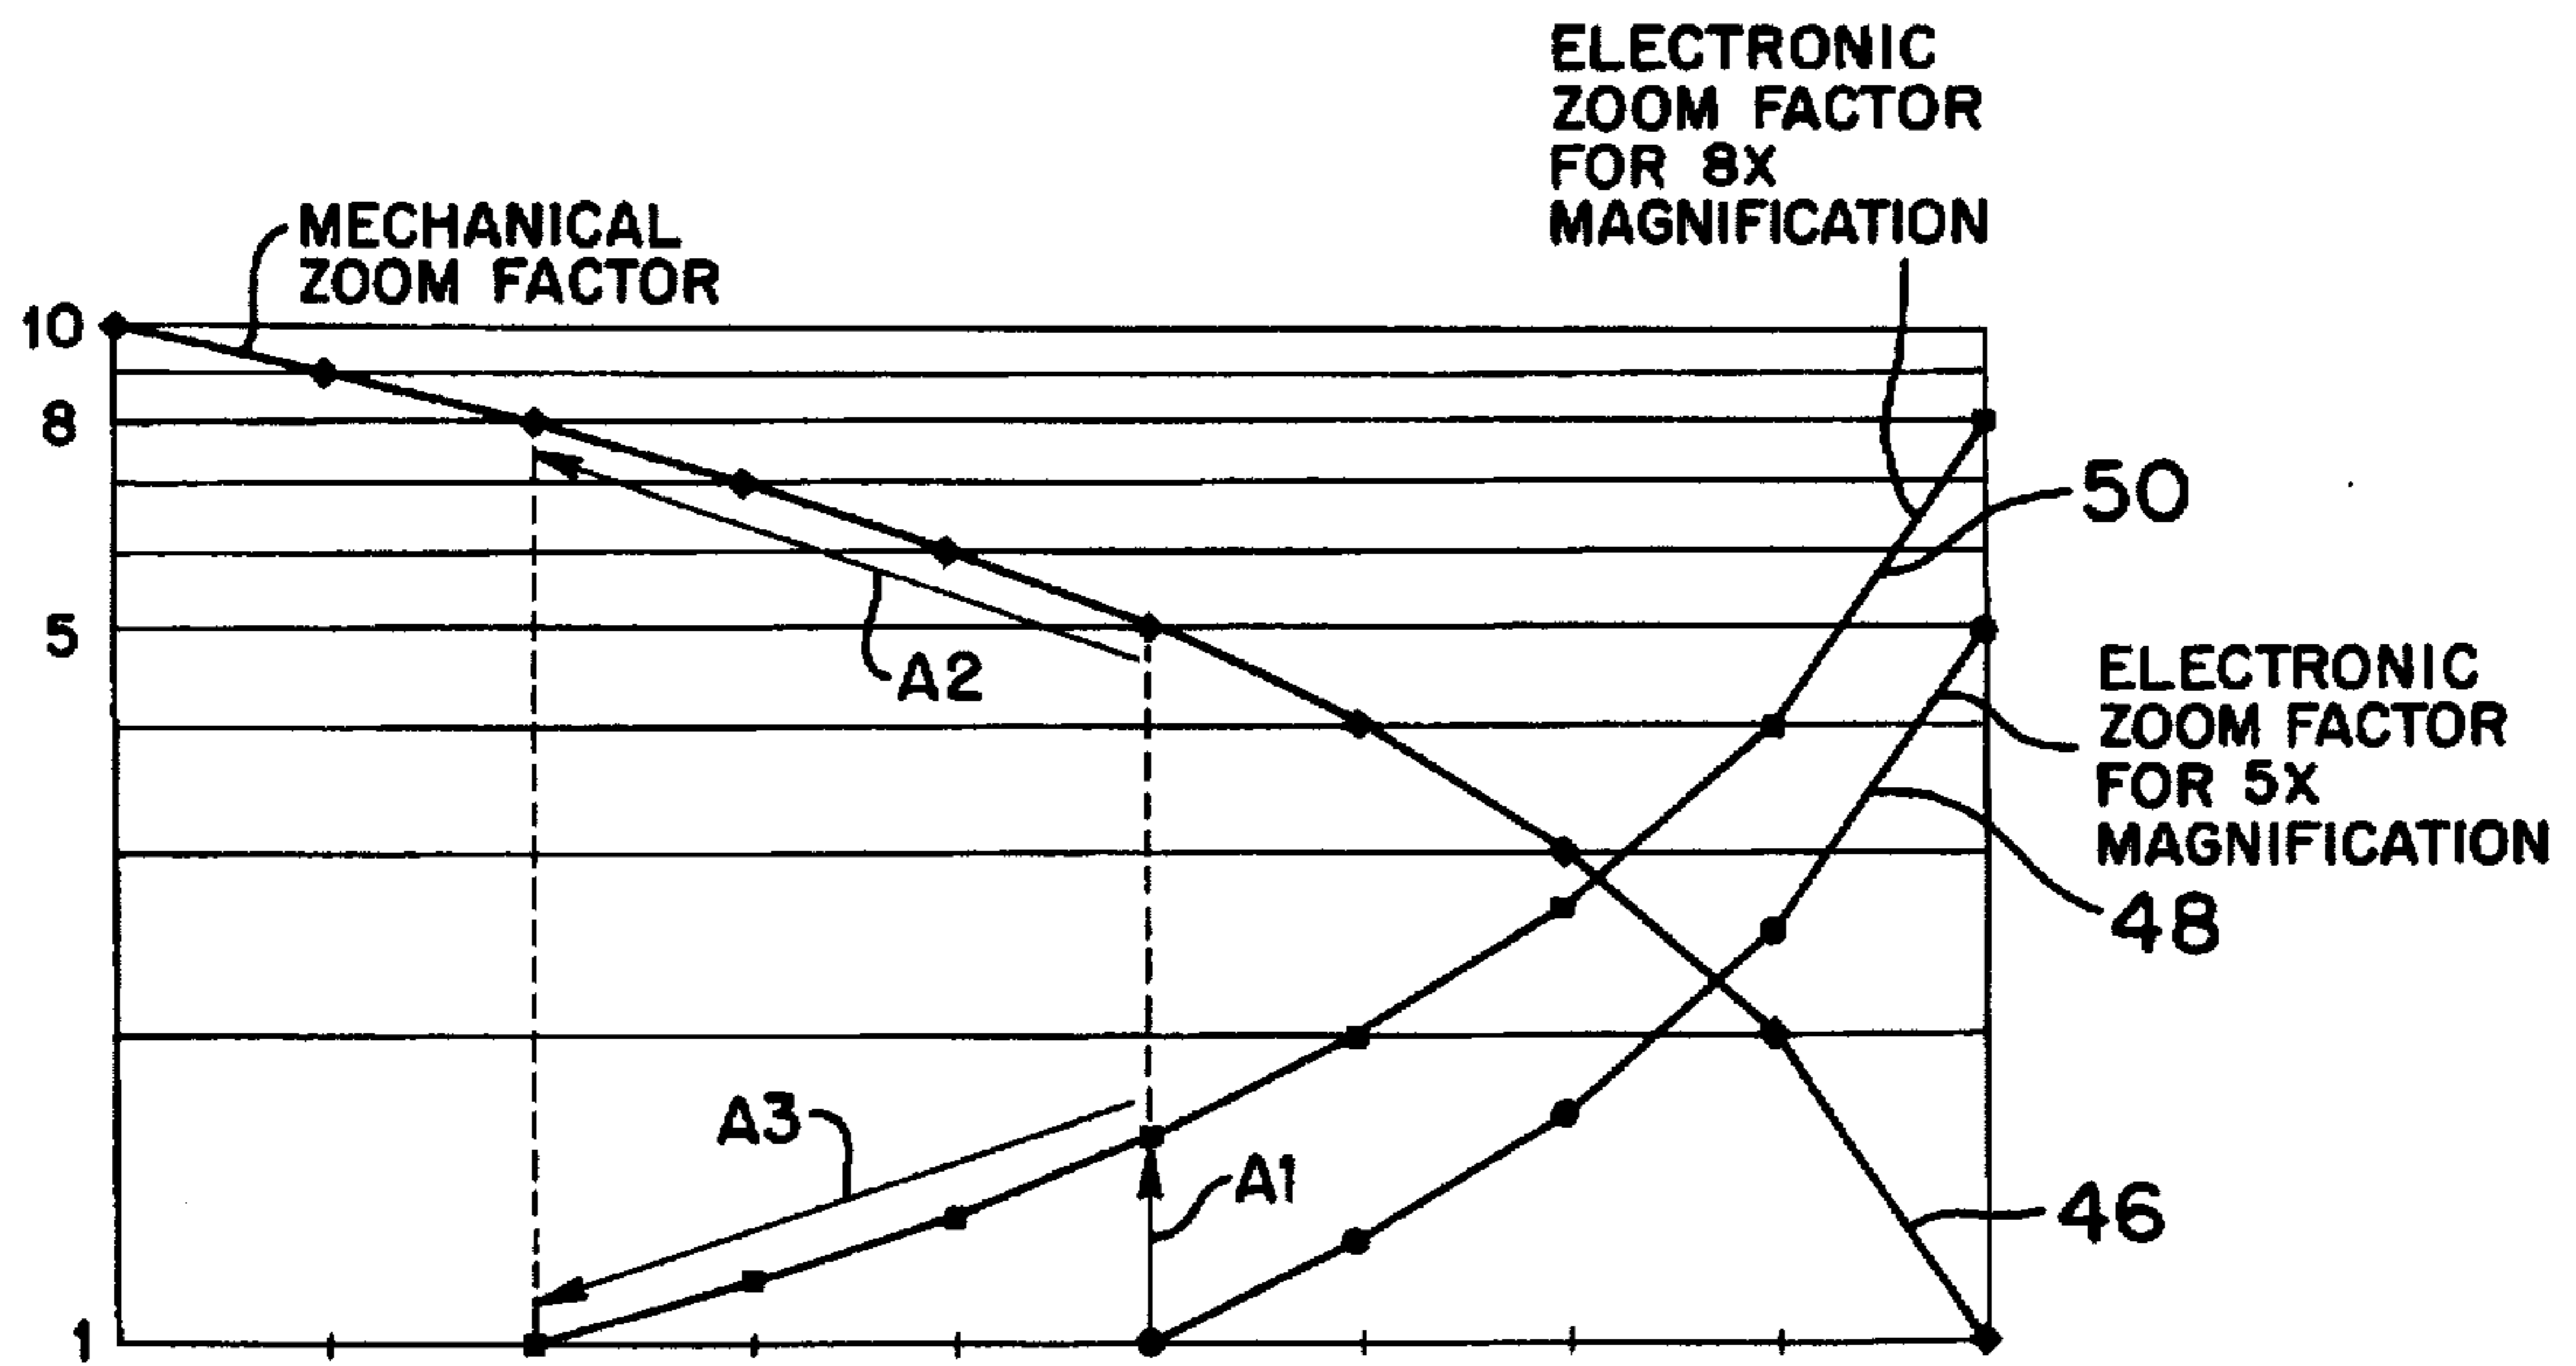 ELECTRONIC
ZOOM FACTOR
FOR 8X
MAGNIFICATION
MECHANICAL
ZOOM FACTOR
10
8
50
5
A2
ELECTRONIC
ZOOM FACTOR
FOR 5X
MAGNIFICATION
48
A3
A1
46
1